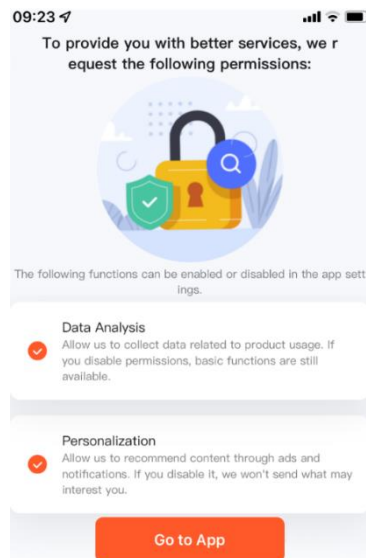 09:23
To provide you with better services, we r
equest the following permissions:
The following functions can be enabled or disabled in the app sett
ings.
Data Analysis
Allow us to collect data related to product usage. If
you disable permissions, basic functions are still
available.
Personalization
Allow us to recommend content through ads and
notifications. If you disable it, we won't send what may
interest you.
Go to App